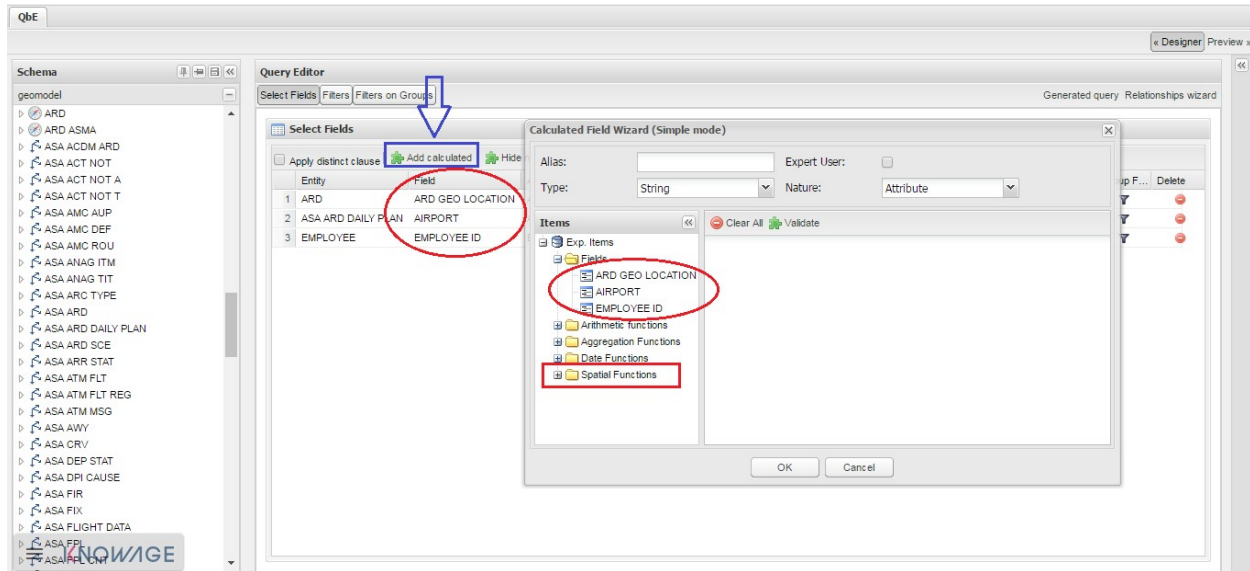 QbE
« Designer Preview »
Schema
geomodel
ARD
ARD ASMA
ASA ACDM ARD
ASA ACT NOT
ASA ACT NOT A
ASA ACT NOT T
ASA AMC AUP
ASA AMC DEF
ASA AMC ROU
ASA ANAG ITM
ASA ANAG TIT
ASA ARC TYPE
ASA ARD
ASA ARD DAILY PLAN
ASA ARD SCE
ASA ARR STAT
ASA ATM FLT
ASA ATM FLT REG
ASA ATM MSG
ASA AWY
ASA CRV
ASA DEP STAT
ASA DPI CAUSE
ASA FIR
ASA FIX
ASA FLIGHT DATA
ASA FPL
ASA FPL CNT
KNOWAGE
Query Editor
Select Fields Filters Filters on Groups
Generated query Relationships wizard
Select Fields
Apply distinct clause Add calculated Hide
Entity Field
up F... Delete
1 ARD ARD GEO LOCATION
2 ASA ARD DAILY PLAN AIRPORT
3 EMPLOYEE EMPLOYEE ID
Calculated Field Wizard (Simple mode)
Alias: Expert User:
Type: String Nature: Attribute
Items
Clear All Validate
Exp. Items
Fields
ARD GEO LOCATION
AIRPORT
EMPLOYEE ID
Arithmetic functions
Aggregation Functions
Date Functions
Spatial Functions
OK Cancel